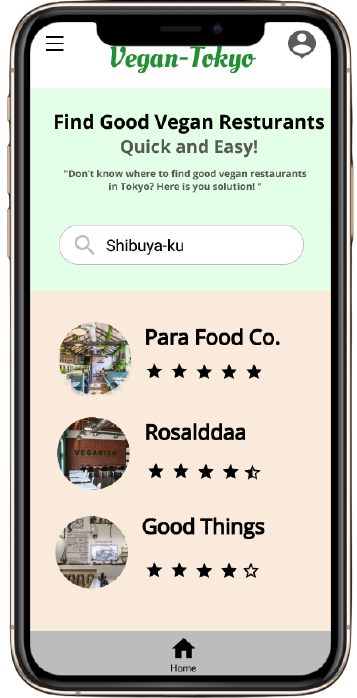 Vegan-Tokyo
Find Good Vegan Resturants
Quick and Easy!
"Don't know where to find good vegan restaurants
in Tokyo? Here is you solution! "
Shibuya-ku
Para Food Co.
Rosalddaa
VEGANISH
Good Things
Home